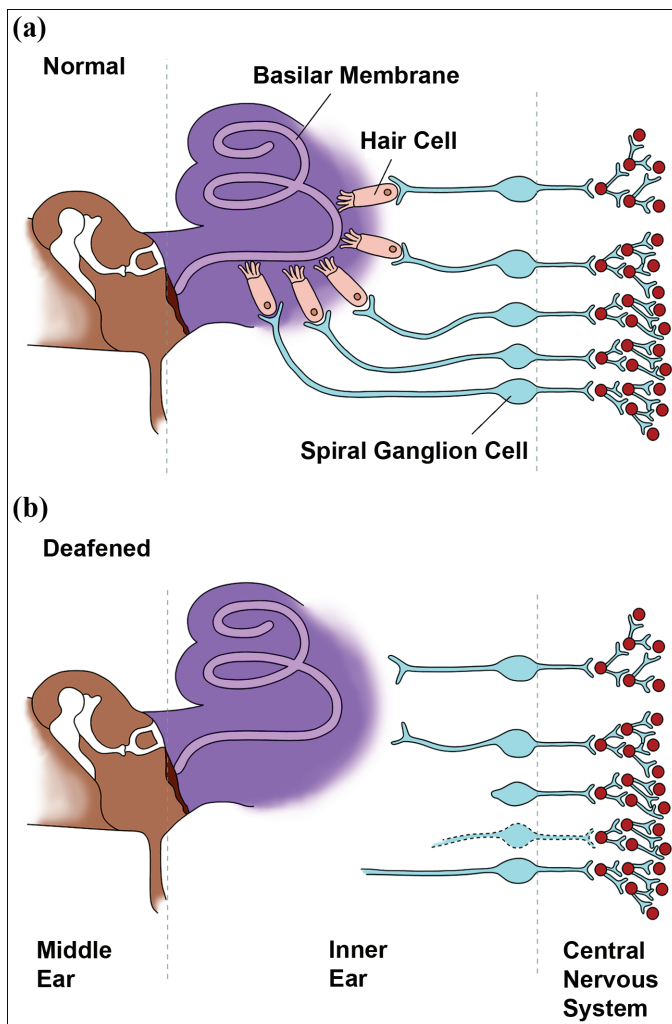 (a)
Normal
Basilar Membrane
Hair Cell
Spiral Ganglion Cell
(b)
Deafened
Middle
Ear
Inner
Ear
Central
Nervous
System